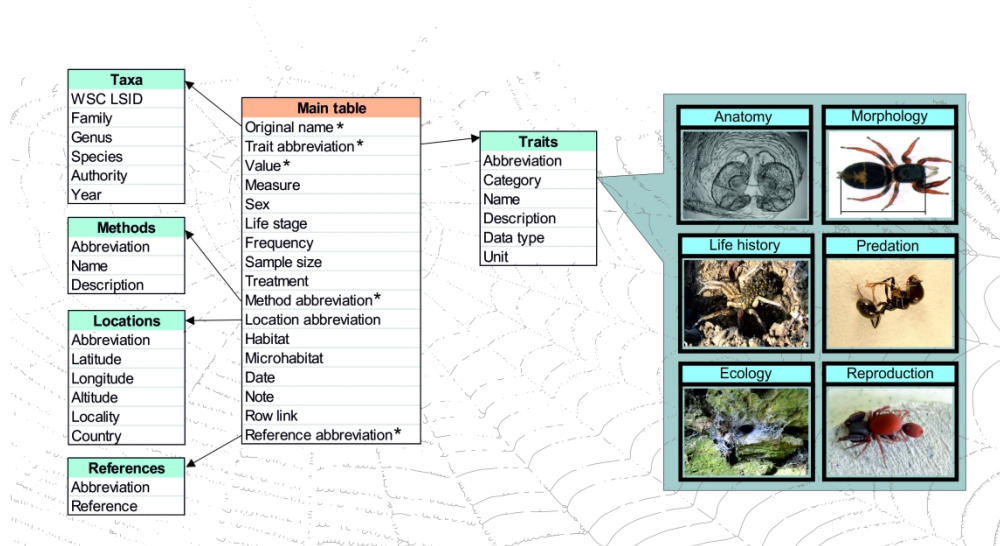 Taxa
WSC LSID
Family
Genus
Species
Authority
Year
Methods
Abbreviation
Name
Description
Locations
Abbreviation
Latitude
Longitude
Altitude
Locality
Country
References
Abbreviation
Reference
Main table
Original name *
Trait abbreviation *
Value *
Measure
Sex
Life stage
Frequency
Sample size
Treatment
Method abbreviation *
Location abbreviation
Habitat
Microhabitat
Date
Note
Row link
Reference abbreviation *
Traits
Abbreviation
Category
Name
Description
Data type
Unit
Anatomy
Morphology
Life history
Predation
Ecology
Reproduction